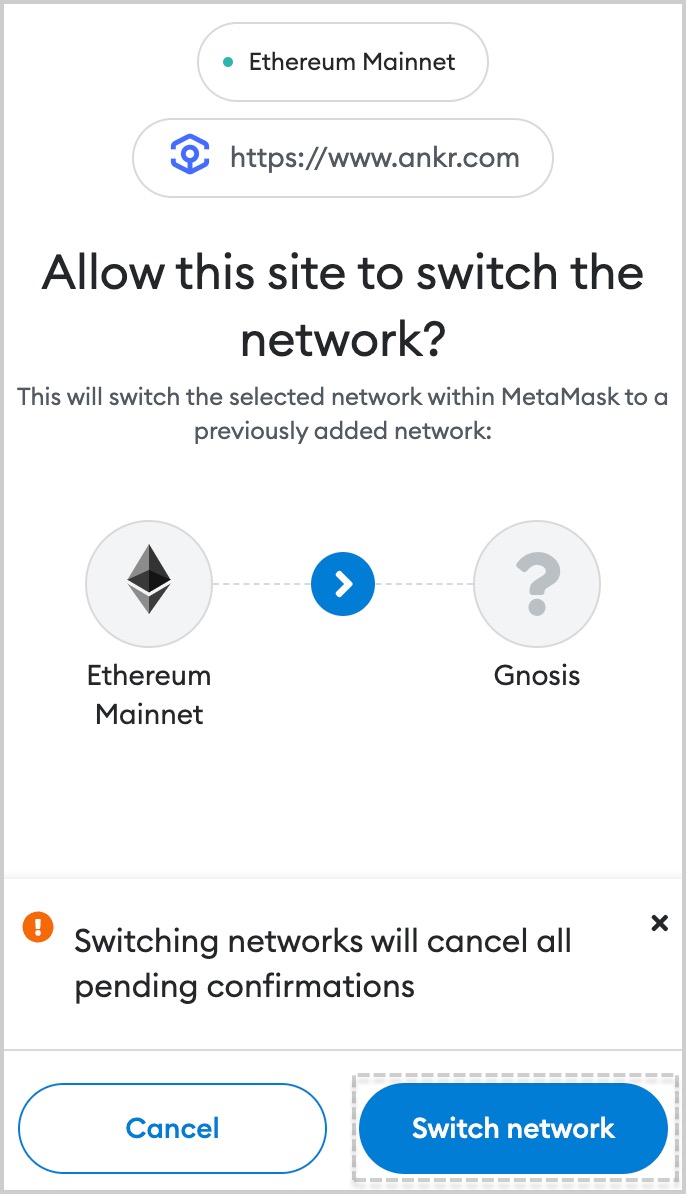 Ethereum Mainnet
https://www.ankr.com
Allow this site to switch the
network?
This will switch the selected network within MetaMask to a
previously added network:
?
Ethereum
Mainnet
Gnosis
Switching networks will cancel all
pending confirmations
Cancel
Switch network